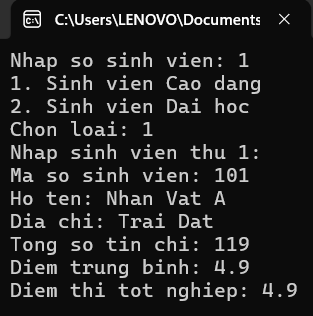 C:\Users\LENOVO\Documents
Nhap so sinh vien: 1
1. Sinh vien Cao dang
2. Sinh vien Dai hoc
Chon loai: 1
Nhap sinh vien thu 1:
Ma so sinh vien: 101
Ho ten: Nhan Vat A
Dia chi: Trai Dat
Tong so tin chi: 119
Diem trung binh: 4.9
Diem thi tot nghiep: 4.9